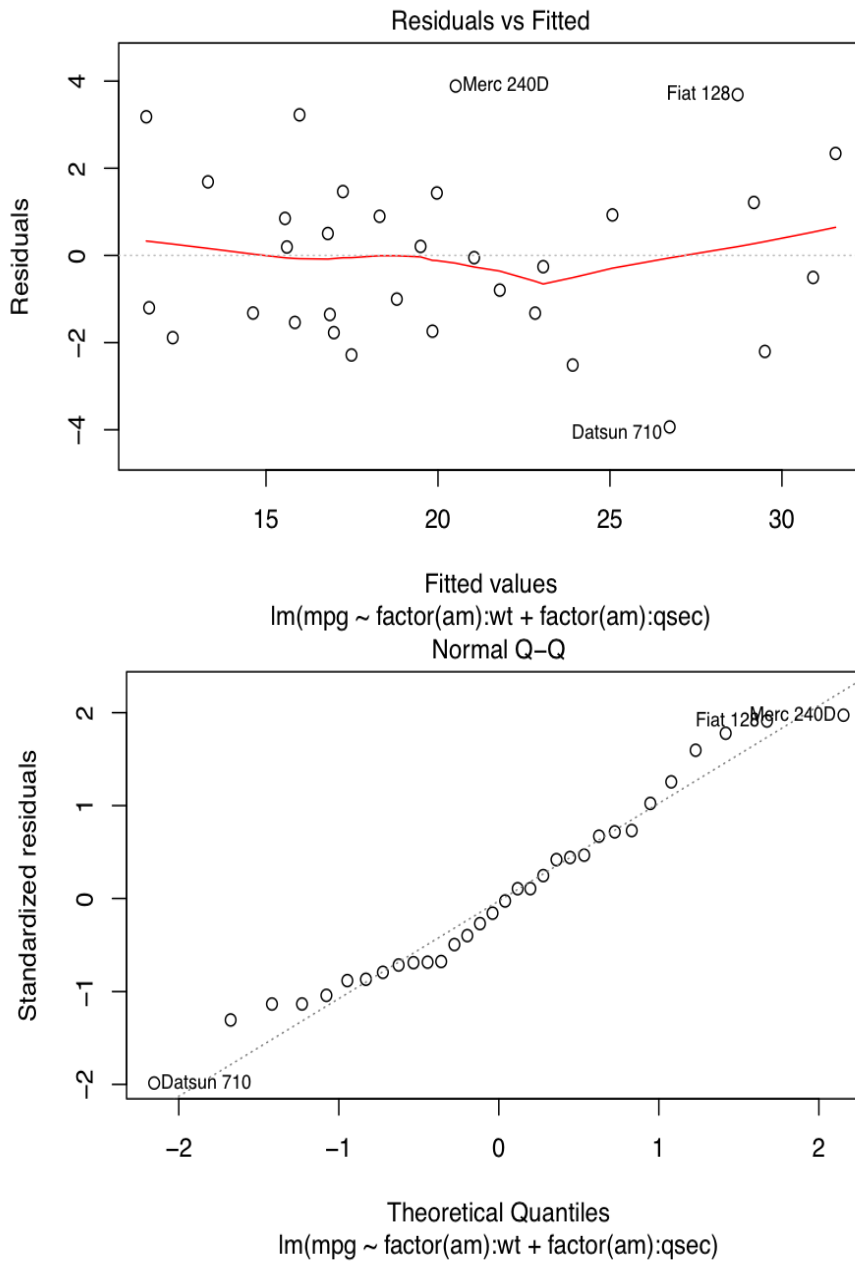 Residuals vs Fitted
4
Merc 240D
Fiat 128
2
Residuals
0
−2
−4
Datsun 710
15 20 25 30
Fitted values
lm(mpg ~ factor(am):wt + factor(am):qsec)
Normal Q−Q
2
Fiat 128
Merc 240D
1
Standardized residuals
0
−1
−2
Datsun 710
−2 −1 0 1 2
Theoretical Quantiles
lm(mpg ~ factor(am):wt + factor(am):qsec)